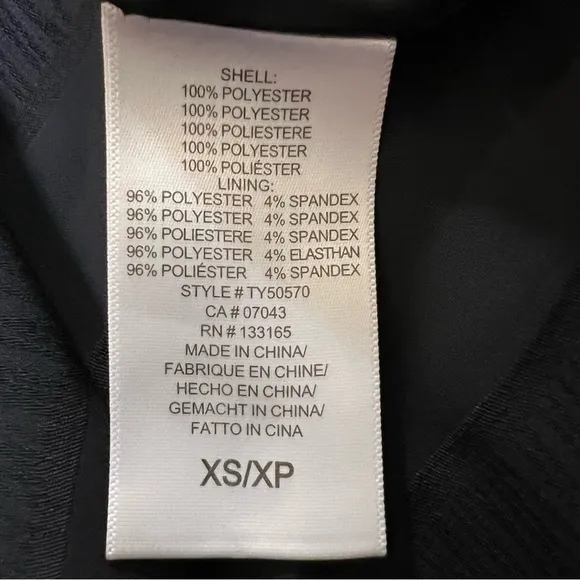 SHELL:
100% POLYESTER
100% POLYESTER
100% POLIESTERE
100% POLYESTER
100% POLIÉSTER
LINING:
96% POLYESTER 4% SPANDEX
96% POLYESTER 4% SPANDEX
96% POLIESTERE 4% SPANDEX
96% POLYESTER 4% ELASTHAN
96% POLIÉSTER 4% SPANDEX
STYLE # TY50570
CA # 07043
RN # 133165
MADE IN CHINA/
FABRIQUE EN CHINE/
HECHO EN CHINA/
GEMACHT IN CHINA/
FATTO IN CINA
XS/XP